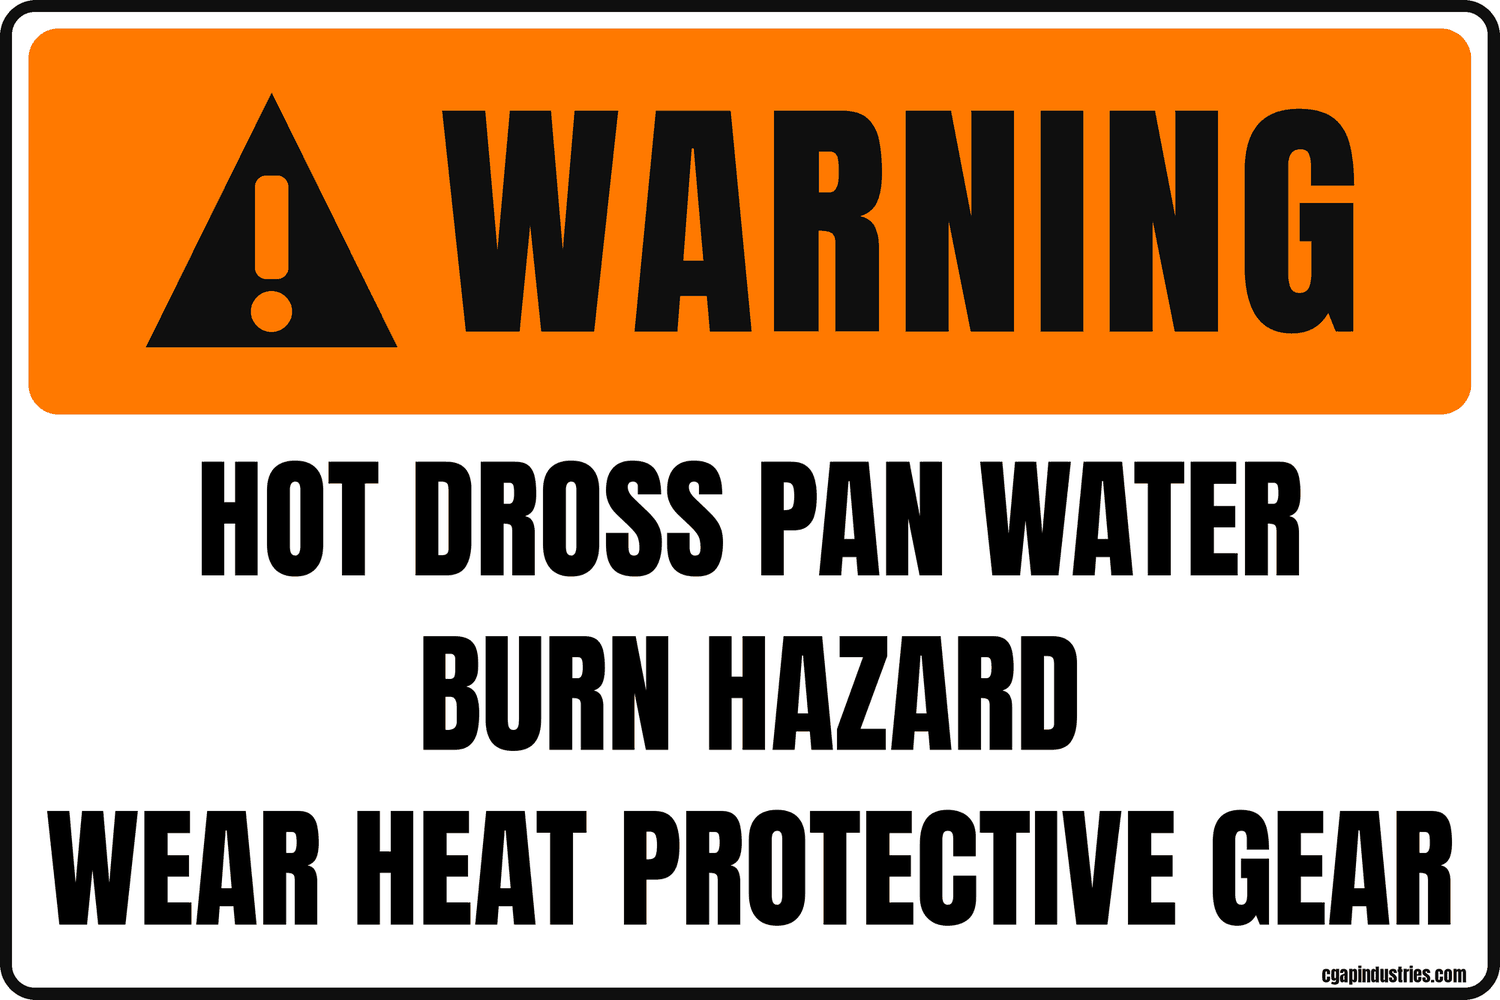 WARNING
HOT DROSS PAN WATER
BURN HAZARD
WEAR HEAT PROTECTIVE GEAR
cgapindustries.com